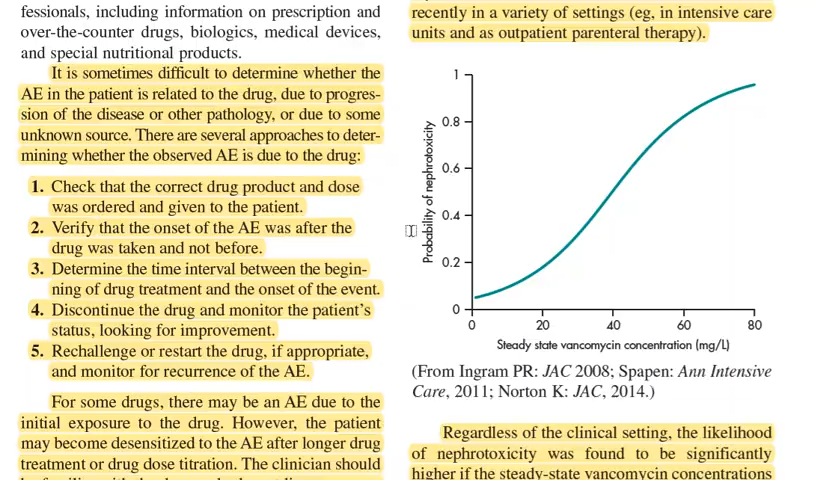 fessionals, including information on prescription and
over-the-counter drugs, biologics, medical devices,
and special nutritional products.
It is sometimes difficult to determine whether the
AE in the patient is related to the drug, due to progres-
sion of the disease or other pathology, or due to some
unknown source. There are several approaches to deter-
mining whether the observed AE is due to the drug:
1. Check that the correct drug product and dose
was ordered and given to the patient.
2. Verify that the onset of the AE was after the
drug was taken and not before.
3. Determine the time interval between the begin-
ning of drug treatment and the onset of the event.
4. Discontinue the drug and monitor the patient's
status, looking for improvement.
5. Rechallenge or restart the drug, if appropriate,
and monitor for recurrence of the AE.
For some drugs, there may be an AE due to the
initial exposure to the drug. However, the patient
may become desensitized to the AE after longer drug
treatment or drug dose titration. The clinician should
recently in a variety of settings (eg, in intensive care
units and as outpatient parenteral therapy).
Probability of nephrotoxicity
1
0.8
0.6
0.4
0.2
0
0 20 40 60 80
Steady state vancomycin concentration (mg/L)
(From Ingram PR: JAC 2008; Spapen: Ann Intensive
Care, 2011; Norton K: JAC, 2014.)
Regardless of the clinical setting, the likelihood
of nephrotoxicity was found to be significantly
higher if the steady-state vancomycin concentrations